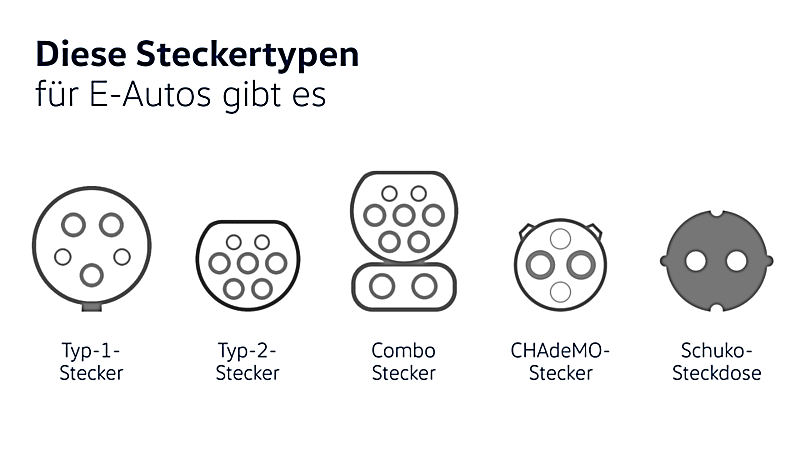 Diese Steckertypen
für E-Autos gibt es
Typ-1-
Stecker
Typ-2-
Stecker
Combo
Stecker
CHAdeMO-
Stecker
Schuko-
Steckdose